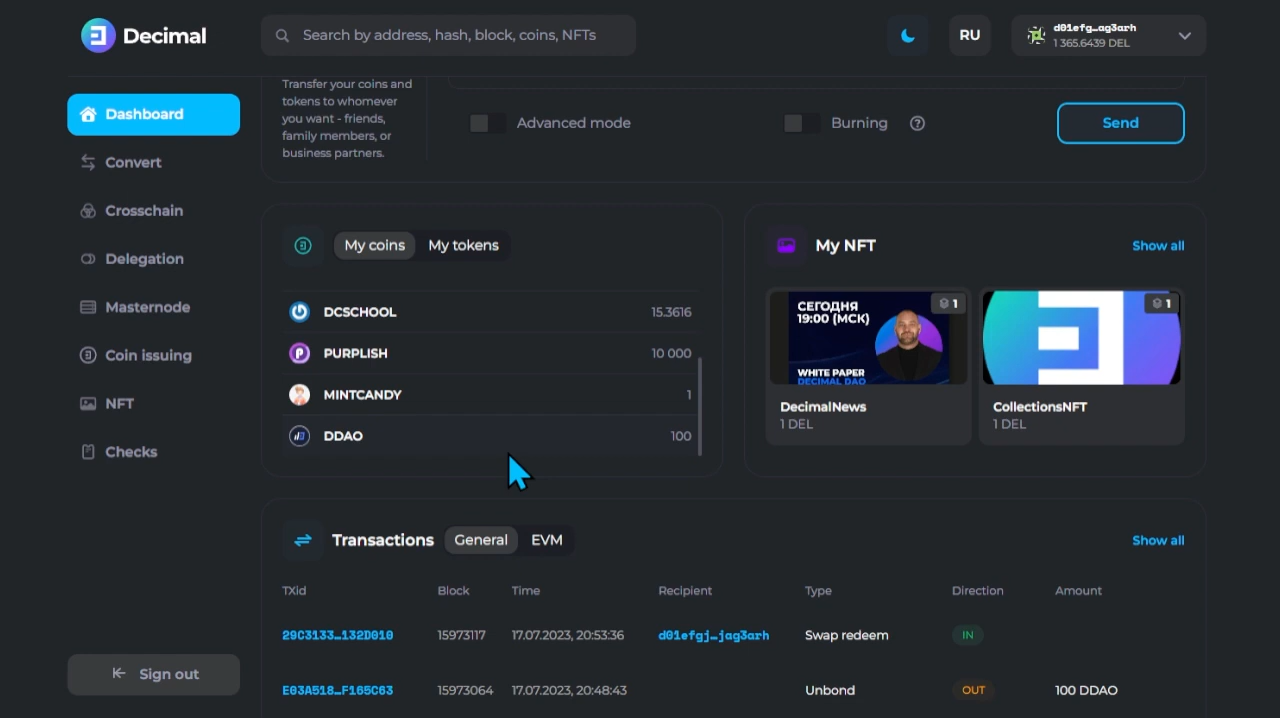 Decimal
Search by address, hash, block, coins, NFTs
RU
d01efg_ag3arh
1 365.6439 DEL
Dashboard
Convert
Crosschain
Delegation
Masternode
Coin issuing
NFT
Checks
Sign out
Transfer your coins and
tokens to whomever
you want - friends,
family members, or
business partners.
Advanced mode
Burning
Send
My coins
My tokens
DCSCHOOL 15.3616
PURPLISH 10 000
MINTCANDY 1
DDAO 100
My NFT
Show all
СЕГОДНЯ
19:00 (МСК)
WHITE PAPER
DECIMAL DAO
1
DecimalNews
1 DEL
1
CollectionsNFT
1 DEL
Transactions
General
EVM
Show all
TXid Block Time Recipient Type Direction Amount
29C3133_132D010 15973117 17.07.2023, 20:53:36 d01efgj_jag3arh Swap redeem IN
E03A518_F165C63 15973064 17.07.2023, 20:48:43 Unbond OUT 100 DDAO